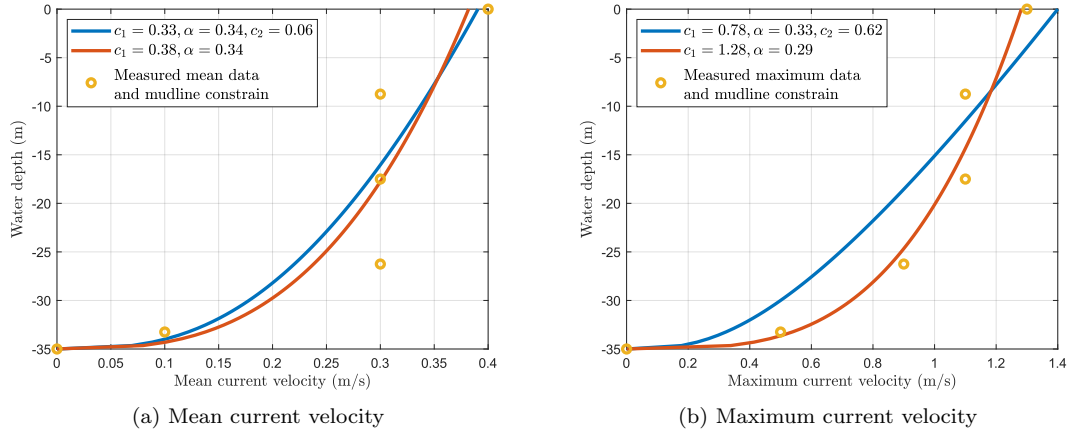 c₁ = 0.33, α = 0.34, c₂ = 0.06
c₁ = 0.38, α = 0.34
Measured mean data
and mudline constrain
0
-5
-10
-15
-20
-25
-30
-35
Water depth (m)
0
0.05
0.1
0.15
0.2
0.25
0.3
0.35
0.4
Mean current velocity (m/s)
(a) Mean current velocity
c₁ = 0.78, α = 0.33, c₂ = 0.62
c₁ = 1.28, α = 0.29
Measured maximum data
and mudline constrain
0
-5
-10
-15
-20
-25
-30
-35
Water depth (m)
0
0.2
0.4
0.6
0.8
1
1.2
1.4
Maximum current velocity (m/s)
(b) Maximum current velocity